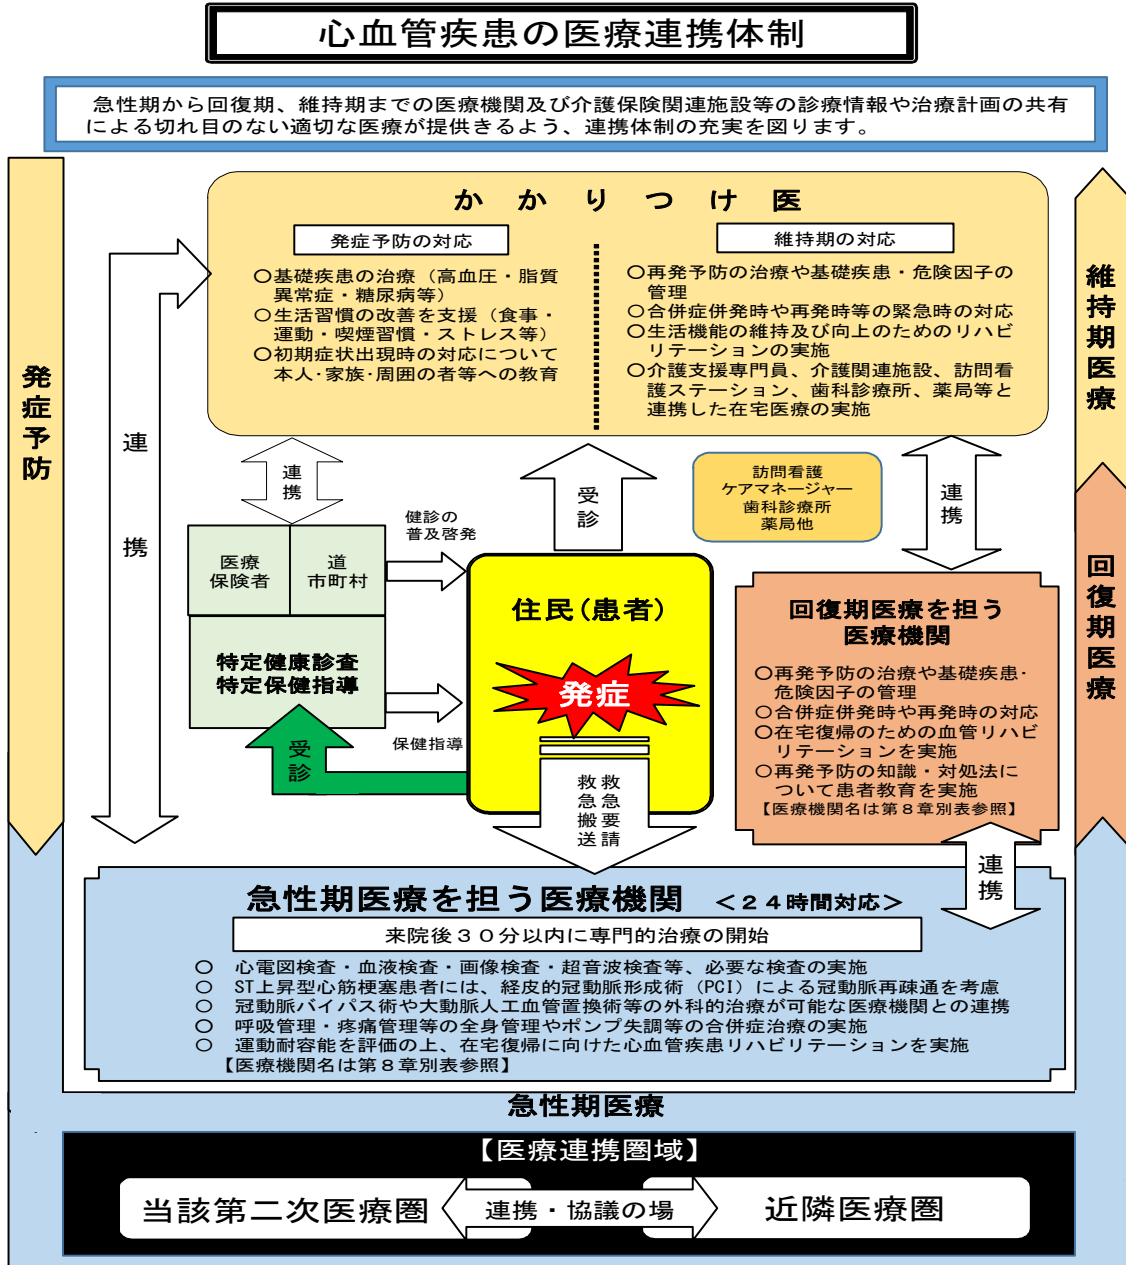 心血管疾患の医療連携体制
急性期から回復期、維持期までの医療機関及び介護保険関連施設等の診療情報や治療計画の共有
による切れ目のない適切な医療が提供きるよう、連携体制の充実を図ります。
発症予防
維持期医療
回復期医療
連携
かかりつけ医
発症予防の対応
○基礎疾患の治療（高血圧・脂質
異常症・糖尿病等）
○生活習慣の改善を支援（食事・
運動・喫煙習慣・ストレス等）
○初期症状出現時の対応について
本人・家族・周囲の者等への教育
維持期の対応
○再発予防の治療や基礎疾患・危険因子の
管理
○合併症併発時や再発時等の緊急時の対応
○生活機能の維持及び向上のためのリハビ
リテーションの実施
○介護支援専門員、介護関連施設、訪問看
護ステーション、歯科診療所、薬局等と
連携した在宅医療の実施
連携
受診
訪問看護
ケアマネージャー
歯科診療所
薬局他
連携
医療
保険者
道
市町村
健診の
普及啓発
特定健康診査
特定保健指導
保健指導
受診
住民(患者)
発症
救急要請
救急搬送
回復期医療を担う
医療機関
○再発予防の治療や基礎疾患・
危険因子の管理
○合併症併発時や再発時の対応
○在宅復帰のための血管リハビ
リテーションを実施
○再発予防の知識・対処法に
ついて患者教育を実施
【医療機関名は第８章別表参照】
連携
急性期医療を担う医療機関　＜２４時間対応＞
来院後３０分以内に専門的治療の開始
○　心電図検査・血液検査・画像検査・超音波検査等、必要な検査の実施
○　ST上昇型心筋梗塞患者には、経皮的冠動脈形成術（PCI）による冠動脈再疎通を考慮
○　冠動脈バイパス術や大動脈人工血管置換術等の外科的治療が可能な医療機関との連携
○　呼吸管理・疼痛管理等の全身管理やポンプ失調等の合併症治療の実施
○　運動耐容能を評価の上、在宅復帰に向けた心血管疾患リハビリテーションを実施
【医療機関名は第８章別表参照】
急性期医療
【医療連携圏域】
当該第二次医療圏
連携・協議の場
近隣医療圏